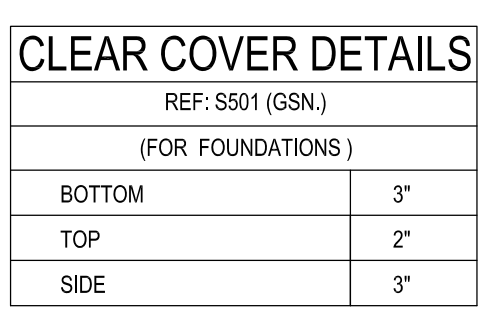 CLEAR COVER DETAILS
REF: S501 (GSN.)
(FOR FOUNDATIONS )
BOTTOM 3"
TOP 2"
SIDE 3"